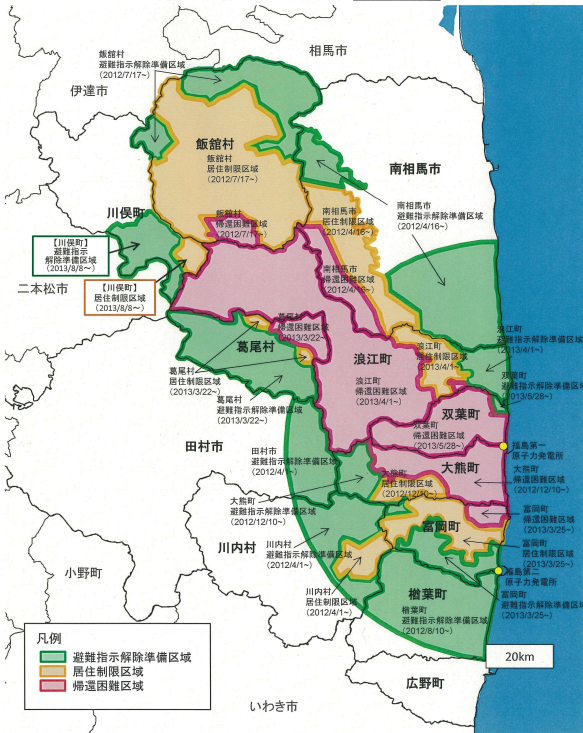 相馬市
飯舘村
避難指示解除準備区域
(2012/7/17~)
伊達市
飯舘村
飯舘村
居住制限区域
(2012/7/17~)
南相馬市
南相馬市
避難指示解除準備区域
(2012/4/16~)
南相馬市
居住制限区域
(2012/4/16~)
川俣町
飯舘村
帰還困難区域
(2012/7/17~)
【川俣町】
避難指示
解除準備区域
(2013/8/8~)
南相馬市
帰還困難区域
(2012/4/16~)
二本松市
【川俣町】
居住制限区域
(2013/8/8~)
葛尾村
帰還困難区域
(2013/3/22~)
浪江町
避難指示解除準備区域
(2013/4/1~)
葛尾村
浪江町
浪江町
居住制限区域
(2013/4/1~)
葛尾村
居住制限区域
(2013/3/22~)
浪江町
帰還困難区域
(2013/4/1~)
双葉町
避難指示解除準備区域
(2013/5/28~)
葛尾村
避難指示解除準備区域
(2013/3/22~)
双葉町
双葉町
帰還困難区域
(2013/5/28~)
田村市
田村市
避難指示解除準備区域
(2012/4/1~)
福島第一
原子力発電所
大熊町
大熊町
帰還困難区域
(2012/12/10~)
大熊町
居住制限区域
(2012/12/10~)
大熊町
避難指示解除準備区域
(2012/12/10~)
富岡町
帰還困難区域
(2013/3/25~)
富岡町
川内村
川内村
避難指示解除準備区域
(2012/4/1~)
富岡町
居住制限区域
(2013/3/25~)
小野町
福島第二
原子力発電所
川内村
居住制限区域
(2012/4/1~)
楢葉町
富岡町
避難指示解除準備区域
(2013/3/25~)
楢葉町
避難指示解除準備区域
(2012/8/10~)
凡例
避難指示解除準備区域
居住制限区域
帰還困難区域
20km
広野町
いわき市